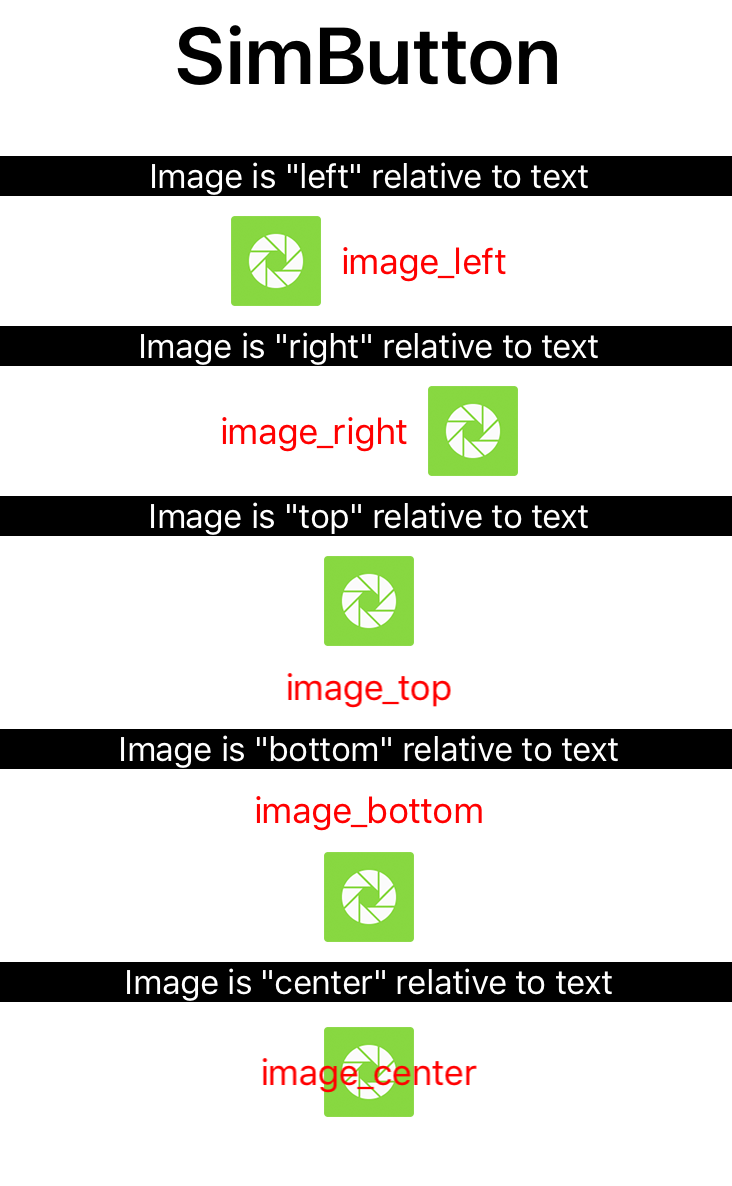 SimButton
Image is "left" relative to text
image_left
Image is "right" relative to text
image_right
Image is "top" relative to text
image_top
Image is "bottom" relative to text
image_bottom
Image is "center" relative to text
image_center